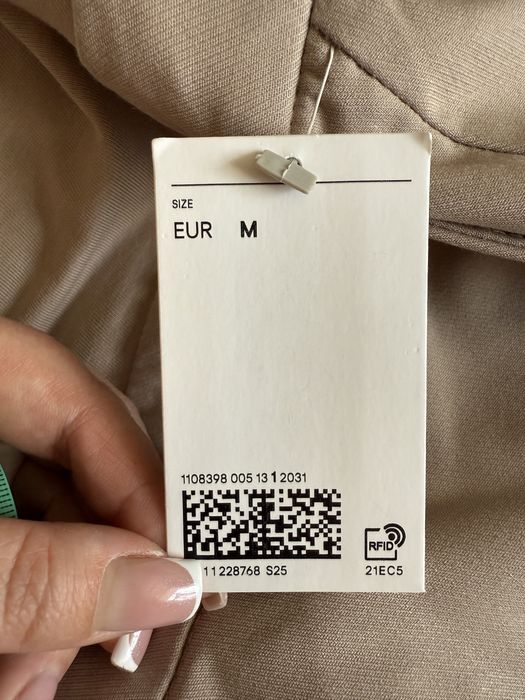 SIZE
EUR M
1108398 005 13 1 2031
RFID
11228768 S25
21EC5